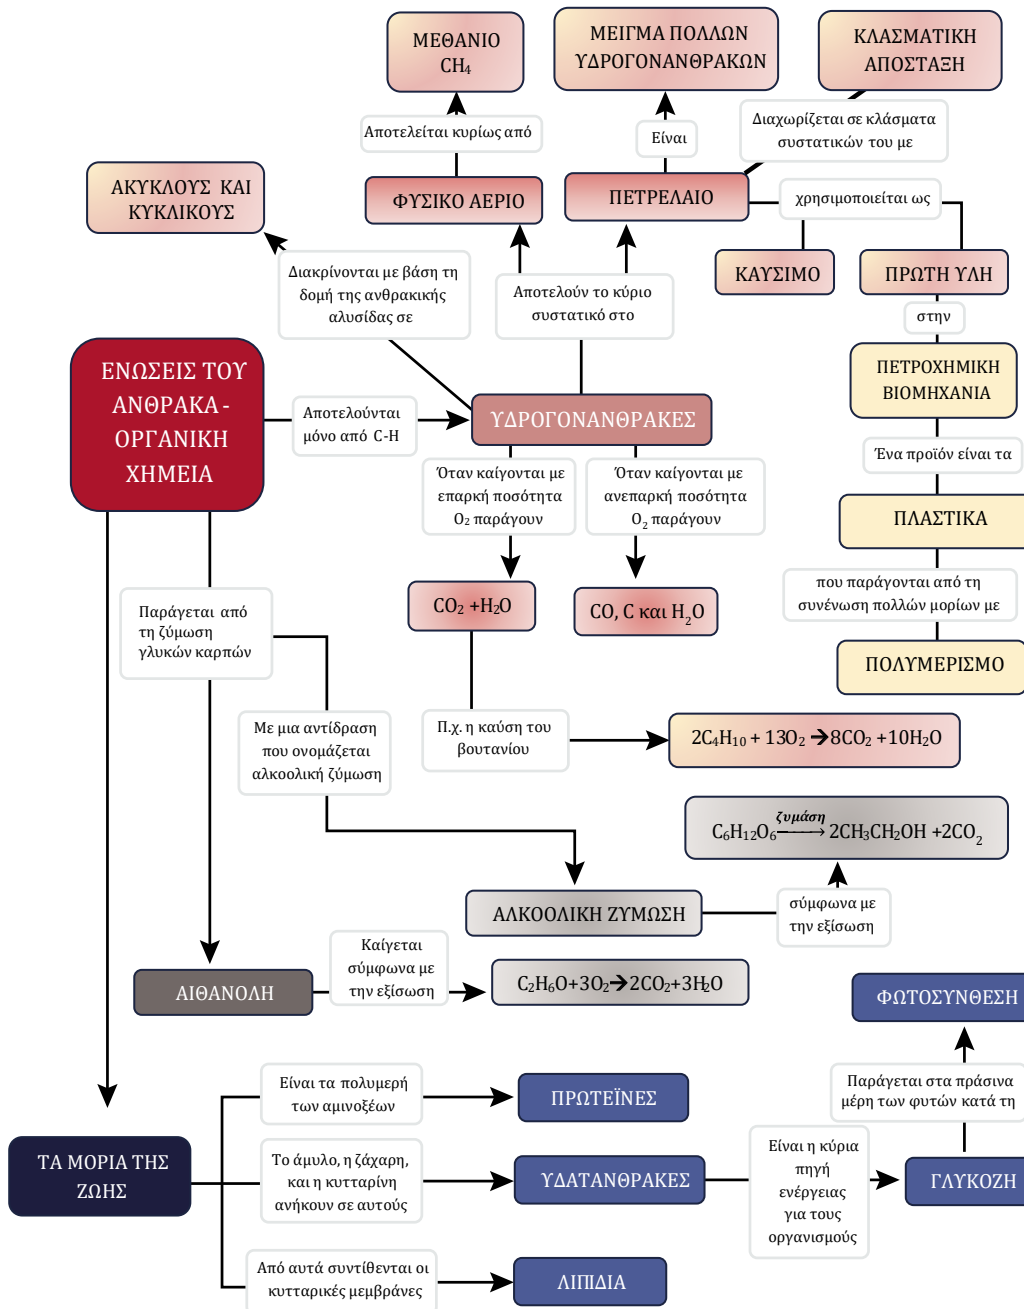 ΜΕΘΑΝΙΟ
CH₄
ΜΕΙΓΜΑ ΠΟΛΛΩΝ
ΥΔΡΟΓΟΝΑΝΘΡΑΚΩΝ
ΚΛΑΣΜΑΤΙΚΗ
ΑΠΟΣΤΑΞΗ
Αποτελείται κυρίως από
Είναι
Διαχωρίζεται σε κλάσματα
συστατικών του με
ΑΚΥΚΛΟΥΣ ΚΑΙ
ΚΥΚΛΙΚΟΥΣ
ΦΥΣΙΚΟ ΑΕΡΙΟ
ΠΕΤΡΕΛΑΙΟ
χρησιμοποιείται ως
Διακρίνονται με βάση τη
δομή της ανθρακικής
αλυσίδας σε
Αποτελούν το κύριο
συστατικό στο
ΚΑΥΣΙΜΟ
ΠΡΩΤΗ ΥΛΗ
στην
ΕΝΩΣΕΙΣ ΤΟΥ
ΑΝΘΡΑΚΑ -
ΟΡΓΑΝΙΚΗ
ΧΗΜΕΙΑ
Αποτελούνται
μόνο από C-H
ΥΔΡΟΓΟΝΑΝΘΡΑΚΕΣ
ΠΕΤΡΟΧΗΜΙΚΗ
ΒΙΟΜΗΧΑΝΙΑ
Ένα προϊόν είναι τα
Όταν καίγονται με
επαρκή ποσότητα
O₂ παράγουν
Όταν καίγονται με
ανεπαρκή ποσότητα
O₂ παράγουν
ΠΛΑΣΤΙΚΑ
που παράγονται από τη
συνένωση πολλών μορίων με
CO₂ +H₂O
CO, C και H₂O
ΠΟΛΥΜΕΡΙΣΜΟ
Παράγεται από
τη ζύμωση
γλυκών καρπών
Με μια αντίδραση
που ονομάζεται
αλκοολική ζύμωση
Π.χ. η καύση του
βουτανίου
2C₄H₁₀ + 13O₂ ➔8CO₂ +10H₂O
ζυμάση
C₆H₁₂O₆ ⟶ 2CH₃CH₂OH +2CO₂
ΑΛΚΟΟΛΙΚΗ ΖΥΜΩΣΗ
σύμφωνα με
την εξίσωση
ΑΙΘΑΝΟΛΗ
Καίγεται
σύμφωνα με
την εξίσωση
C₂H₆O+3O₂➔2CO₂+3H₂O
ΦΩΤΟΣΥΝΘΕΣΗ
Παράγεται στα πράσινα
μέρη των φυτών κατά τη
ΤΑ ΜΟΡΙΑ ΤΗΣ
ΖΩΗΣ
Είναι τα πολυμερή
των αμινοξέων
ΠΡΩΤΕΪΝΕΣ
Το άμυλο, η ζάχαρη,
και η κυτταρίνη
ανήκουν σε αυτούς
ΥΔΑΤΑΝΘΡΑΚΕΣ
Είναι η κύρια
πηγή
ενέργειας
για τους
οργανισμούς
ΓΛΥΚΟΖΗ
Από αυτά συντίθενται οι
κυτταρικές μεμβράνες
ΛΙΠΙΔΙΑ